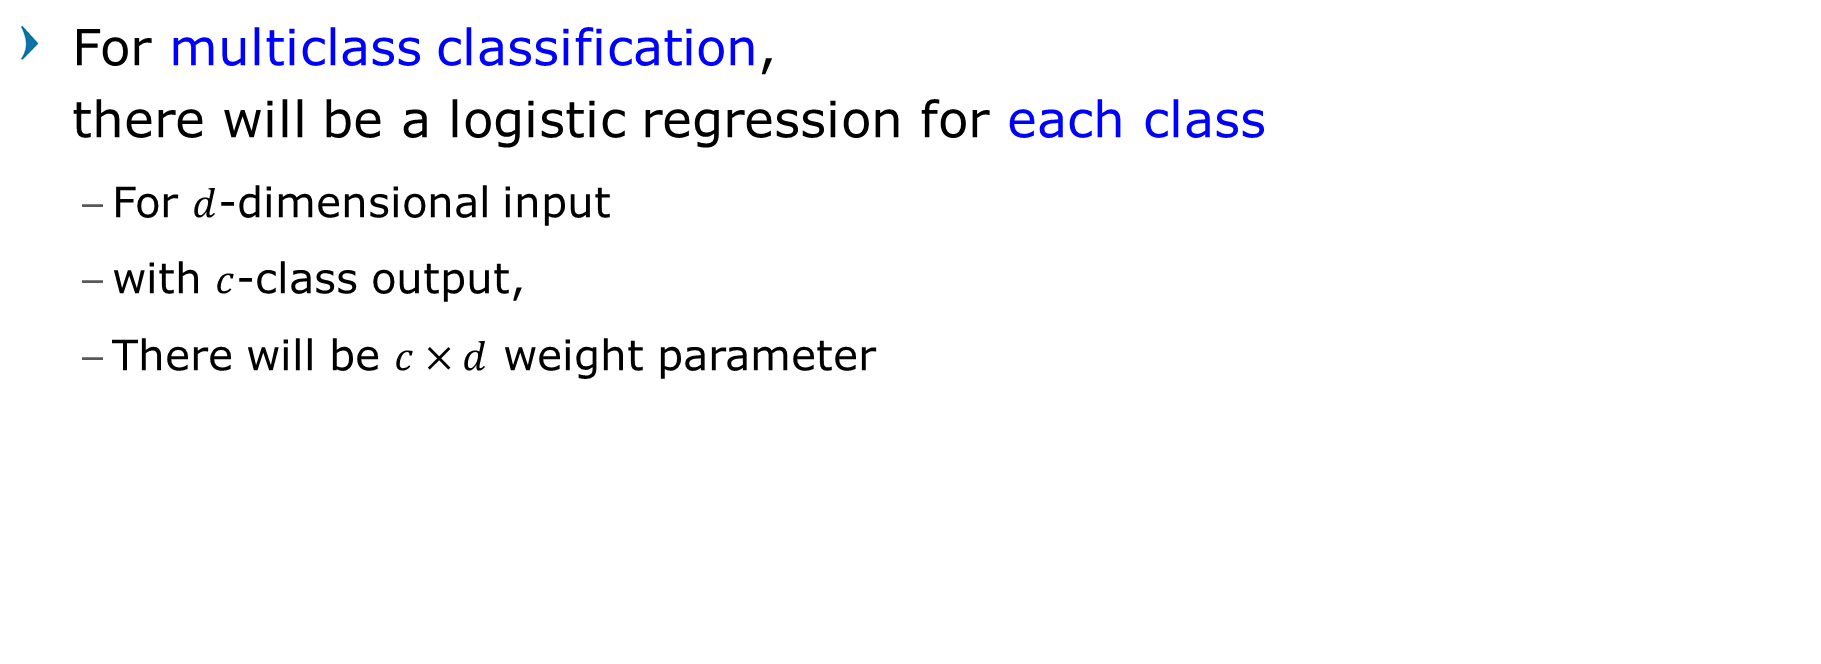 For multiclass classification,
there will be a logistic regression for each class
– For d-dimensional input
– with c-class output,
– There will be c × d weight parameter